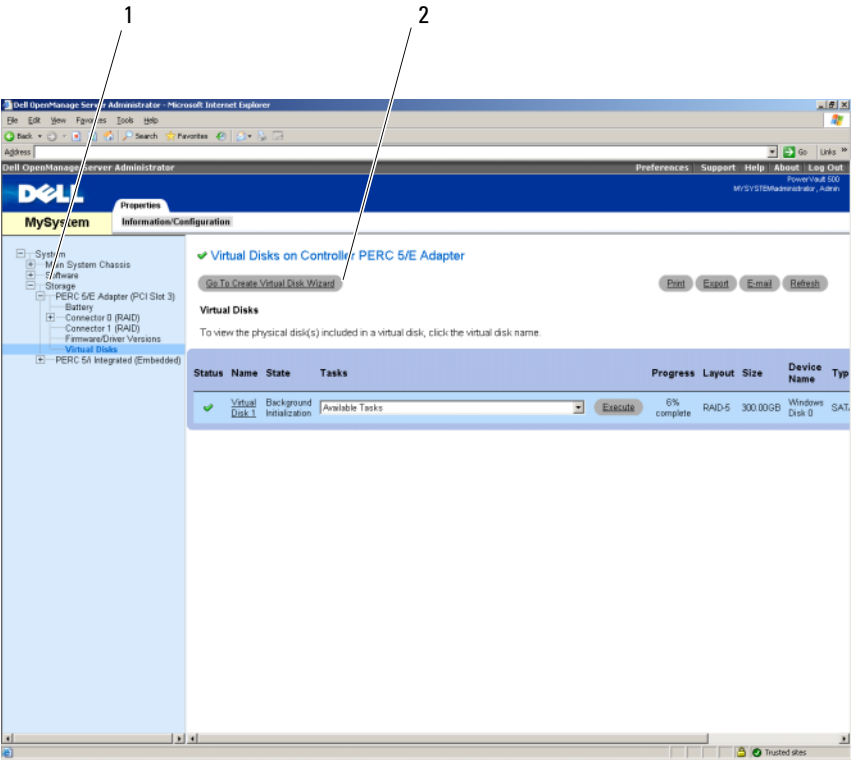 1 2
Dell OpenManage Server Administrator - Microsoft Internet Explorer
File Edit View Favorites Tools Help
Back Search Favorites
Address Go Links »
Dell OpenManage Server Administrator Preferences Support Help About Log Out
DELL
PowerVault 500
MYSYSTEM\administrator, Admin
Properties
MySystem Information/Configuration
System
Main System Chassis
Software
Storage
PERC 5/E Adapter (PCI Slot 3)
Battery
Connector 0 (RAID)
Connector 1 (RAID)
Firmware/Driver Versions
Virtual Disks
PERC 5/i Integrated (Embedded)
Virtual Disks on Controller PERC 5/E Adapter
Go To Create Virtual Disk Wizard Print Export E-mail Refresh
Virtual Disks
To view the physical disk(s) included in a virtual disk, click the virtual disk name.
Status Name State Tasks Progress Layout Size Device Name Typ
Virtual Disk 1 Background Initialization Available Tasks Execute 6% complete RAID-5 300.00GB Windows Disk 0 SATA
Trusted sites